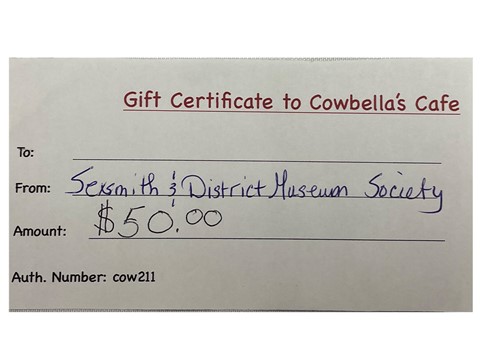 Gift Certificate to Cowbella's Cafe
To:
From: Sexsmith & District Museum Society
Amount: $50.00
Auth. Number: cow211